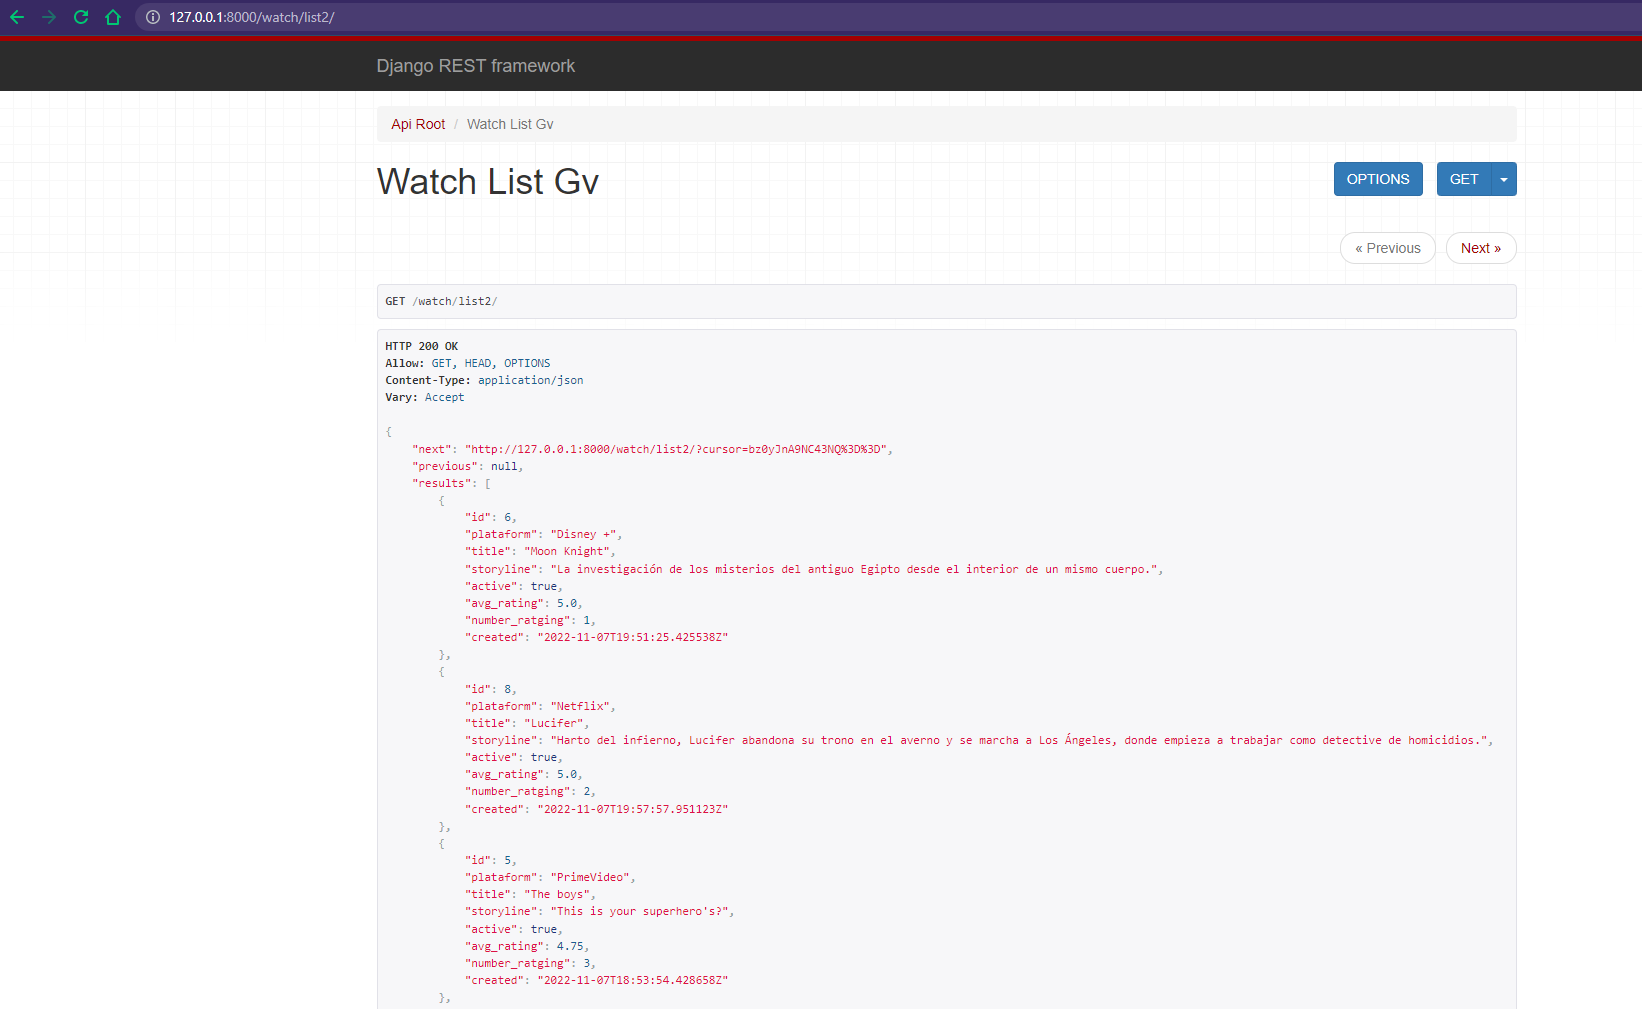 127.0.0.1:8000/watch/list2/
Django REST framework
Api Root / Watch List Gv
Watch List Gv
OPTIONS GET
« Previous Next »
GET /watch/list2/
HTTP 200 OK
Allow: GET, HEAD, OPTIONS
Content-Type: application/json
Vary: Accept
{
"next": "http://127.0.0.1:8000/watch/list2/?cursor=bz0yJnA9NC43NQ%3D%3D",
"previous": null,
"results": [
{
"id": 6,
"plataform": "Disney +",
"title": "Moon Knight",
"storyline": "La investigación de los misterios del antiguo Egipto desde el interior de un mismo cuerpo.",
"active": true,
"avg_rating": 5.0,
"number_ratging": 1,
"created": "2022-11-07T19:51:25.425538Z"
},
{
"id": 8,
"plataform": "Netflix",
"title": "Lucifer",
"storyline": "Harto del infierno, Lucifer abandona su trono en el averno y se marcha a Los Ángeles, donde empieza a trabajar como detective de homicidios.",
"active": true,
"avg_rating": 5.0,
"number_ratging": 2,
"created": "2022-11-07T19:57:57.951123Z"
},
{
"id": 5,
"plataform": "PrimeVideo",
"title": "The boys",
"storyline": "This is your superhero's?",
"active": true,
"avg_rating": 4.75,
"number_ratging": 3,
"created": "2022-11-07T18:53:54.428658Z"
},